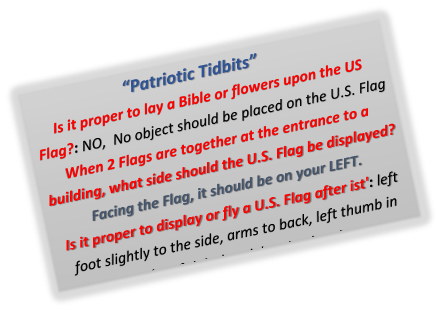 “Patriotic Tidbits”
Is it proper to lay a Bible or flowers upon the US
Flag?: NO, No object should be placed on the U.S. Flag
When 2 Flags are together at the entrance to a
building, what side should the U.S. Flag be displayed?
Facing the Flag, it should be on your LEFT.
Is it proper to display or fly a U.S. Flag after ist': left
foot slightly to the side, arms to back, left thumb in